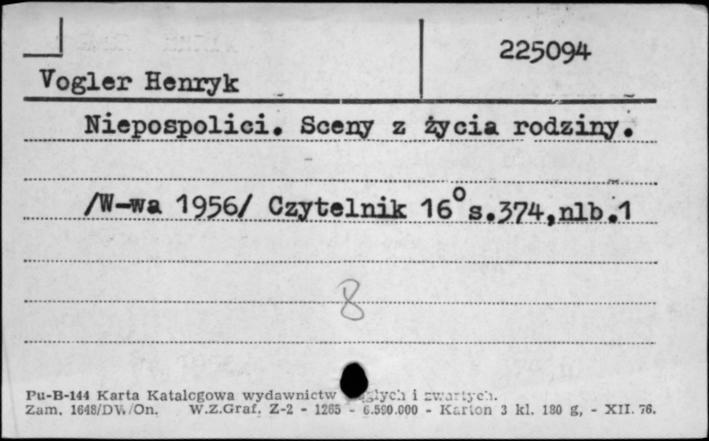 225094
Vogler Henryk
Niepospolici. Sceny z życia rodziny.
/W-wa 1956/ Czytelnik 16° s.374,nlb.1
8
Pu-B-144 Karta Katalogowa wydawnictw ciągłych i zwartych.
Zam. 1648/DW/On. W.Z.Graf. Z-2 - 1265 - 6.590.000 - Karton 3 kl. 180 g, - XII. 76.